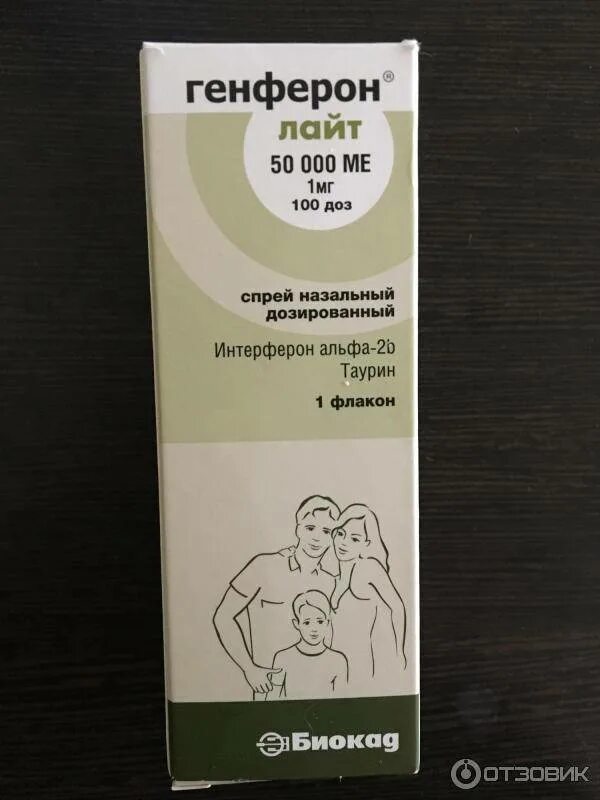 генферон®
лайт
50 000 МЕ
1мг
100 доз
спрей назальный
дозированный
Интерферон альфа-2b
Таурин
1 флакон
Биокад
ОТЗОВИК